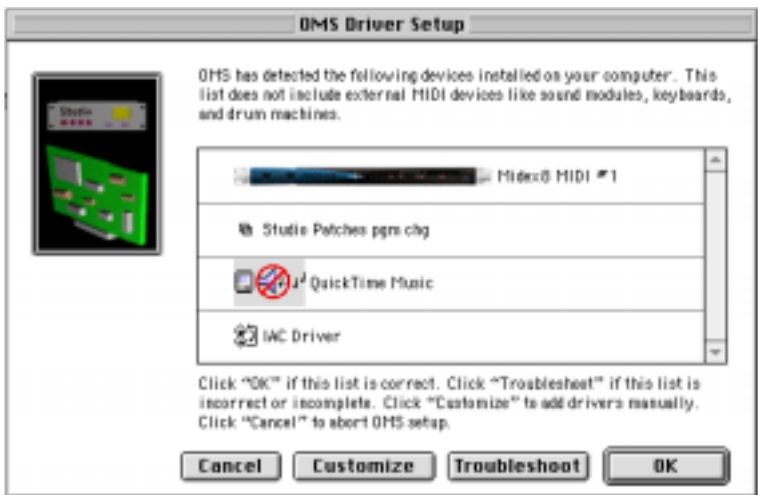 OMS Driver Setup
OMS has detected the following devices installed on your computer. This
list does not include external MIDI devices like sound modules, keyboards,
and drum machines.
Studio
Midex8 MIDI #1
Studio Patches pgm chg
QuickTime Music
IAC Driver
Click “OK” if this list is correct. Click “Troubleshoot” if this list is
incorrect or incomplete. Click “Customize” to add drivers manually.
Click “Cancel” to abort OMS setup.
Cancel
Customize
Troubleshoot
OK